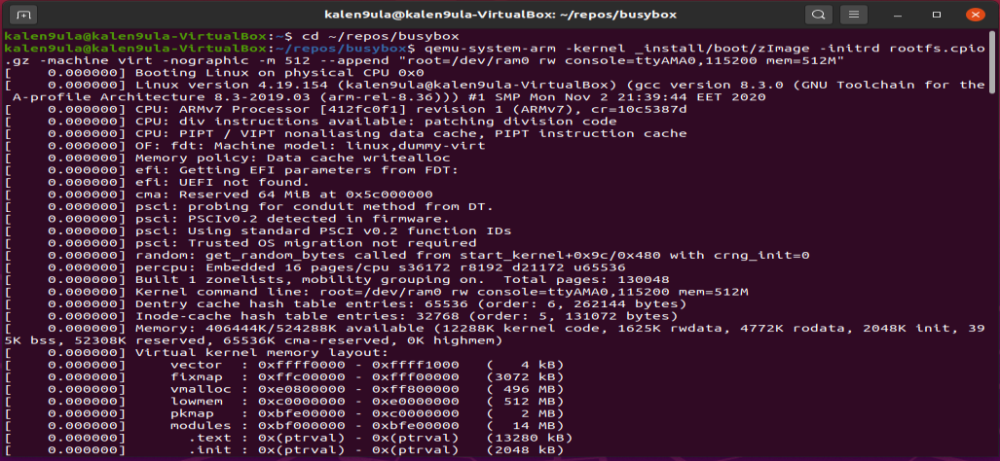 kalen9ula@kalen9ula-VirtualBox: ~/repos/busybox
kalen9ula@kalen9ula-VirtualBox:~$ cd ~/repos/busybox
kalen9ula@kalen9ula-VirtualBox:~/repos/busybox$ qemu-system-arm -kernel _install/boot/zImage -initrd rootfs.cpio
.gz -machine virt -nographic -m 512 --append "root=/dev/ram0 rw console=ttyAMA0,115200 mem=512M"
[    0.000000] Booting Linux on physical CPU 0x0
[    0.000000] Linux version 4.19.154 (kalen9ula@kalen9ula-VirtualBox) (gcc version 8.3.0 (GNU Toolchain for the
A-profile Architecture 8.3-2019.03 (arm-rel-8.36))) #1 SMP Mon Nov 2 21:39:44 EET 2020
[    0.000000] CPU: ARMv7 Processor [412fc0f1] revision 1 (ARMv7), cr=10c5387d
[    0.000000] CPU: div instructions available: patching division code
[    0.000000] CPU: PIPT / VIPT nonaliasing data cache, PIPT instruction cache
[    0.000000] OF: fdt: Machine model: linux,dummy-virt
[    0.000000] Memory policy: Data cache writealloc
[    0.000000] efi: Getting EFI parameters from FDT:
[    0.000000] efi: UEFI not found.
[    0.000000] cma: Reserved 64 MiB at 0x5c000000
[    0.000000] psci: probing for conduit method from DT.
[    0.000000] psci: PSCIv0.2 detected in firmware.
[    0.000000] psci: Using standard PSCI v0.2 function IDs
[    0.000000] psci: Trusted OS migration not required
[    0.000000] random: get_random_bytes called from start_kernel+0x9c/0x480 with crng_init=0
[    0.000000] percpu: Embedded 16 pages/cpu s36172 r8192 d21172 u65536
[    0.000000] Built 1 zonelists, mobility grouping on.  Total pages: 130048
[    0.000000] Kernel command line: root=/dev/ram0 rw console=ttyAMA0,115200 mem=512M
[    0.000000] Dentry cache hash table entries: 65536 (order: 6, 262144 bytes)
[    0.000000] Inode-cache hash table entries: 32768 (order: 5, 131072 bytes)
[    0.000000] Memory: 406444K/524288K available (12288K kernel code, 1625K rwdata, 4772K rodata, 2048K init, 39
5K bss, 52308K reserved, 65536K cma-reserved, 0K highmem)
[    0.000000] Virtual kernel memory layout:
[    0.000000]     vector  : 0xffff0000 - 0xffff1000   (   4 kB)
[    0.000000]     fixmap  : 0xffc00000 - 0xfff00000   (3072 kB)
[    0.000000]     vmalloc : 0xe0800000 - 0xff800000   ( 496 MB)
[    0.000000]     lowmem  : 0xc0000000 - 0xe0000000   ( 512 MB)
[    0.000000]     pkmap   : 0xbfe00000 - 0xc0000000   (   2 MB)
[    0.000000]     modules : 0xbf000000 - 0xbfe00000   (  14 MB)
[    0.000000]       .text : 0x(ptrval) - 0x(ptrval)   (13280 kB)
[    0.000000]       .init : 0x(ptrval) - 0x(ptrval)   (2048 kB)